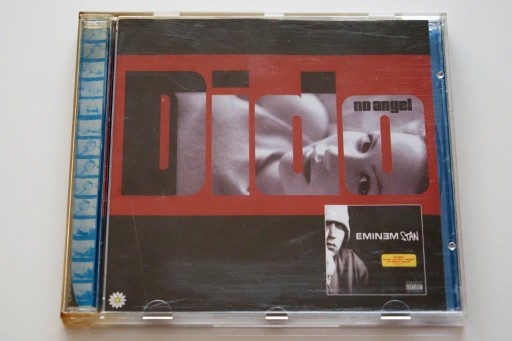 Dido
no angel
EMINEM STAN